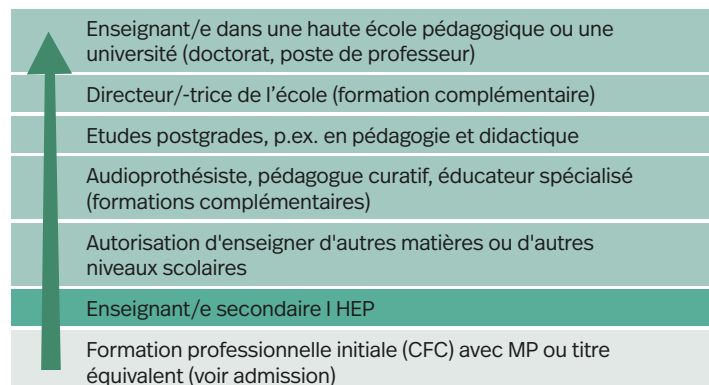 Enseignant/e dans une haute école pédagogique ou une
université (doctorat, poste de professeur)
Directeur/-trice de l’école (formation complémentaire)
Etudes postgrades, p.ex. en pédagogie et didactique
Audioprothésiste, pédagogue curatif, éducateur spécialisé
(formations complémentaires)
Autorisation d'enseigner d'autres matières ou d'autres
niveaux scolaires
Enseignant/e secondaire I HEP
Formation professionnelle initiale (CFC) avec MP ou titre
équivalent (voir admission)